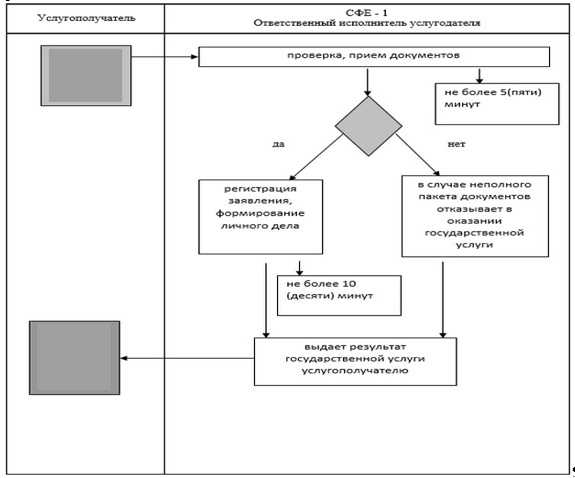 Услугополучатель
СФЕ - 1
Ответственный исполнитель услугодателя
проверка, прием документов
не более 5(пяти)
минут
да
нет
регистрация
заявления,
формирование
личного дела
в случае неполного
пакета документов
отказывает в
оказании
государственной
услуги
не более 10
(десяти) минут
выдает результат
государственной услуги
услугополучателю